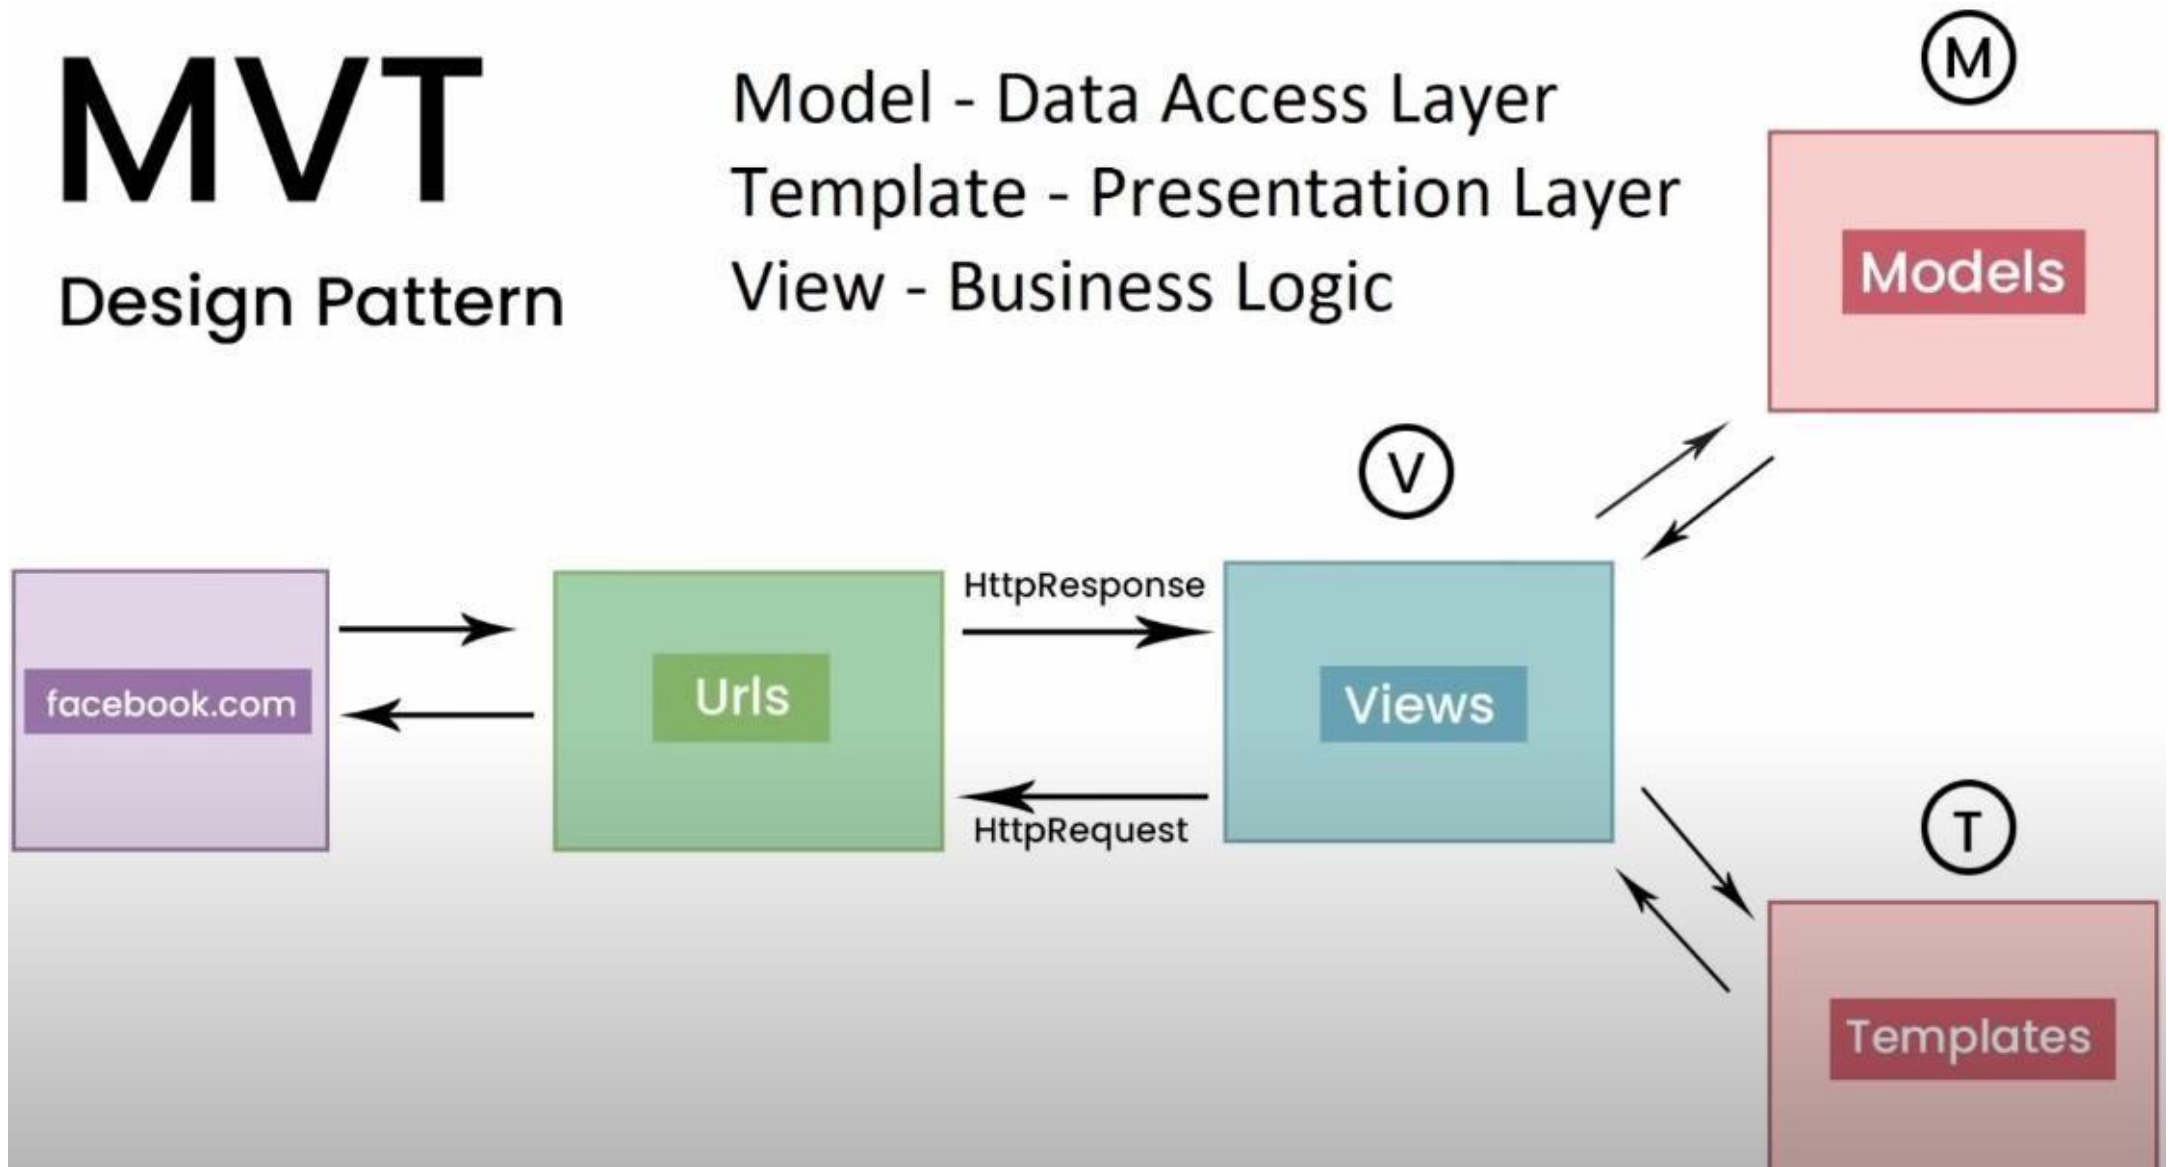 MVT
Design Pattern
Model - Data Access Layer
Template - Presentation Layer
View - Business Logic
M
Models
V
facebook.com
Urls
HttpResponse
HttpRequest
Views
T
Templates